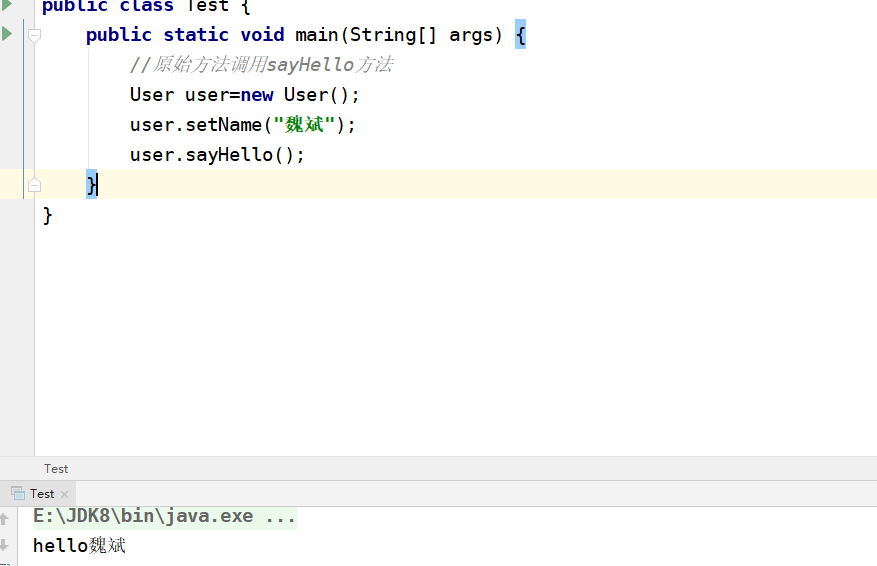 public class Test {
    public static void main(String[] args) {
        //原始方法调用sayHello方法
        User user=new User();
        user.setName("魏斌");
        user.sayHello();
    }
}
Test
Test
E:\JDK8\bin\java.exe ...
hello魏斌